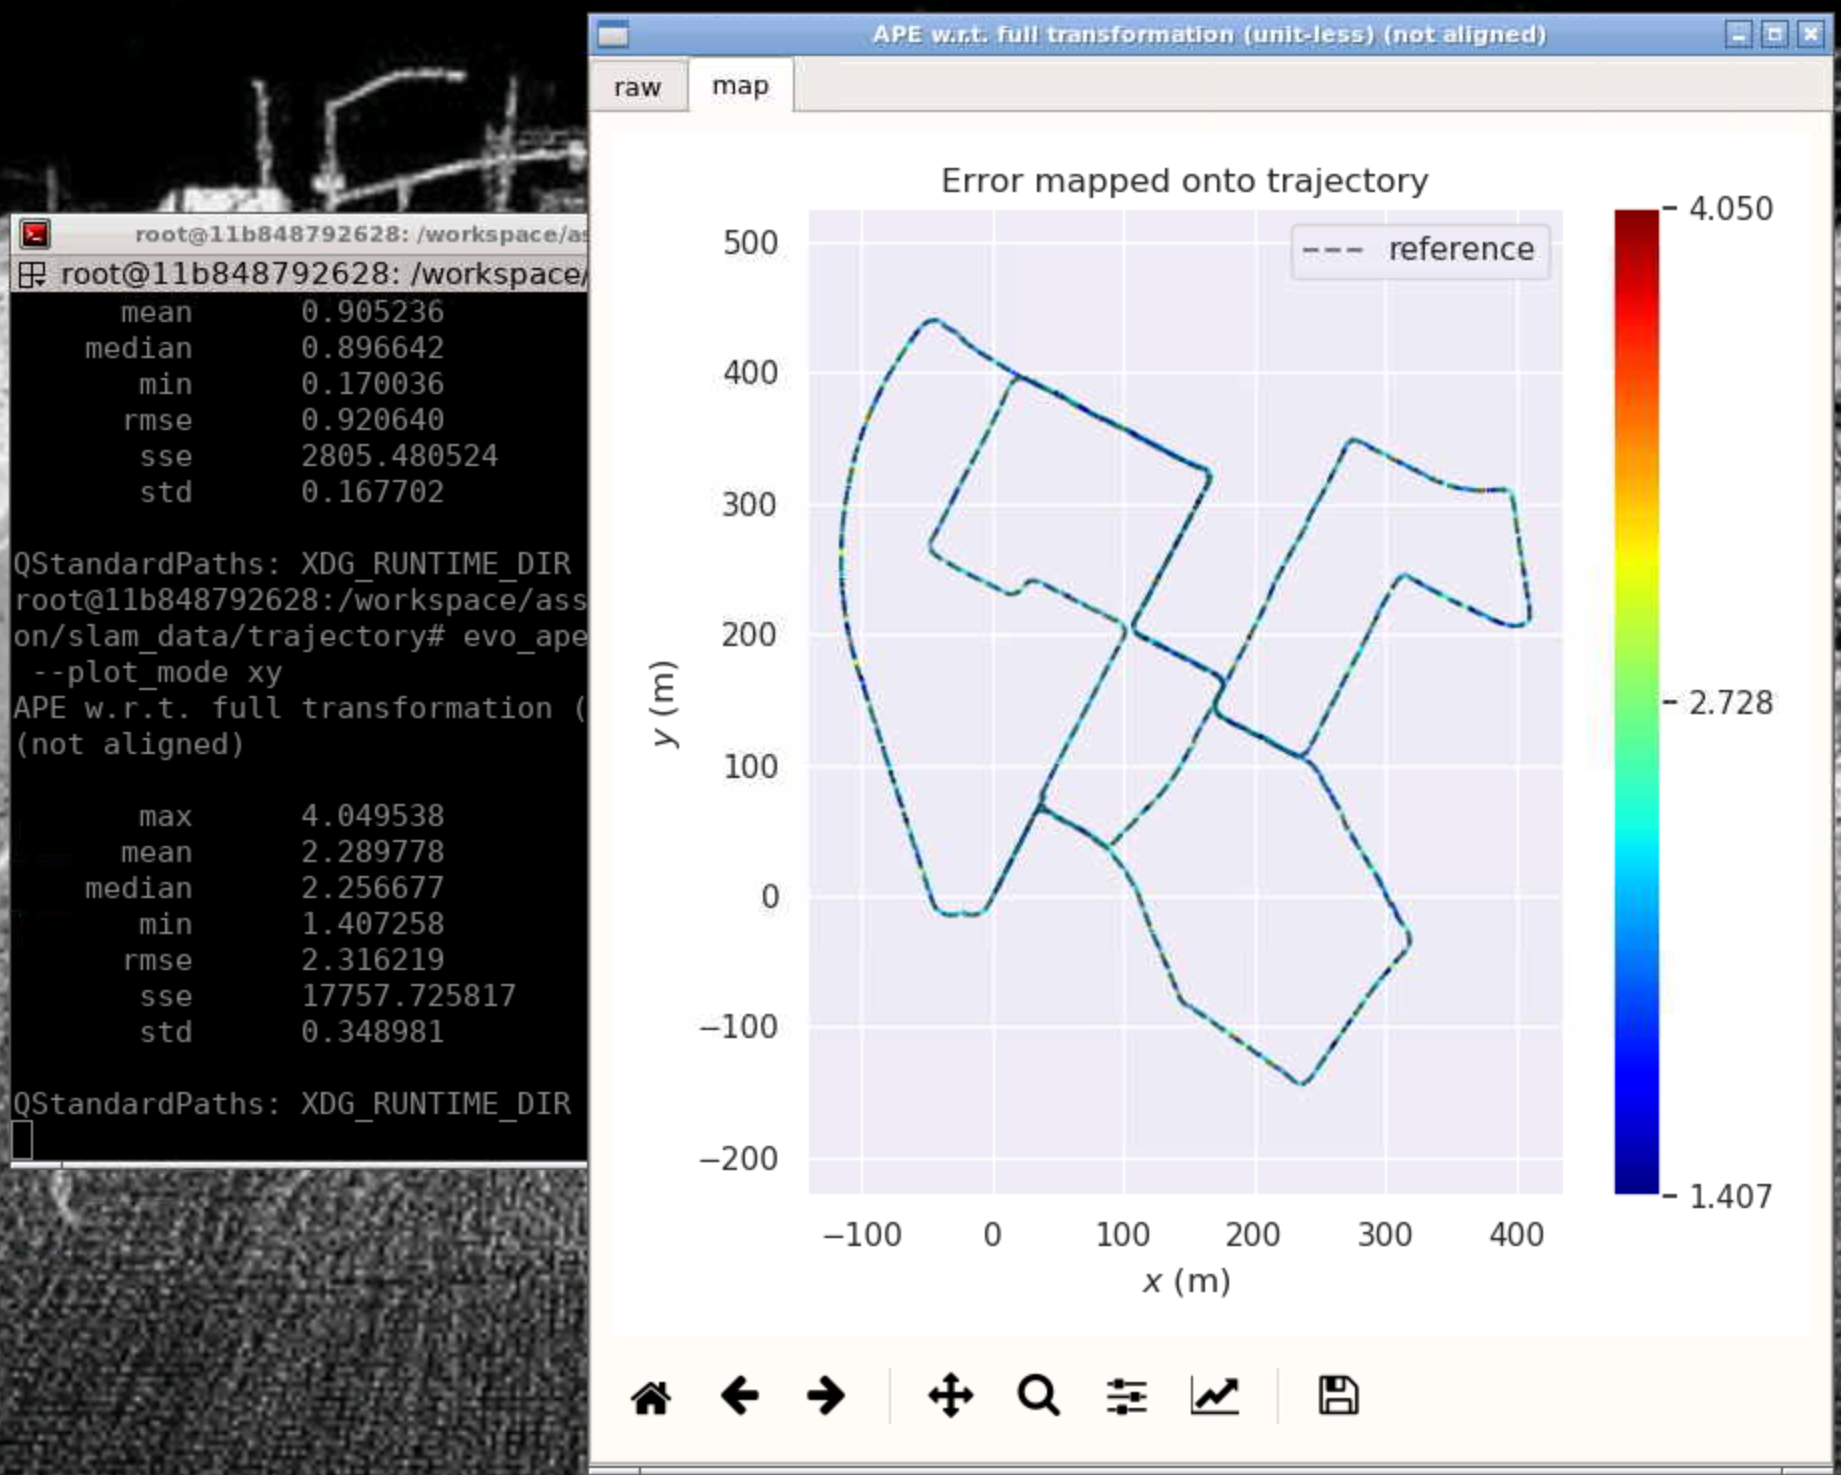 root@11b848792628: /workspace/as
root@11b848792628: /workspace/
mean 0.905236
median 0.896642
min 0.170036
rmse 0.920640
sse 2805.480524
std 0.167702
QStandardPaths: XDG_RUNTIME_DIR
root@11b848792628:/workspace/ass
on/slam_data/trajectory# evo_ape
--plot_mode xy
APE w.r.t. full transformation (
(not aligned)
max 4.049538
mean 2.289778
median 2.256677
min 1.407258
rmse 2.316219
sse 17757.725817
std 0.348981
QStandardPaths: XDG_RUNTIME_DIR
APE w.r.t. full transformation (unit-less) (not aligned)
raw map
Error mapped onto trajectory
reference
500
400
300
200
100
0
−100
−200
y (m)
−100 0 100 200 300 400
x (m)
4.050
2.728
1.407